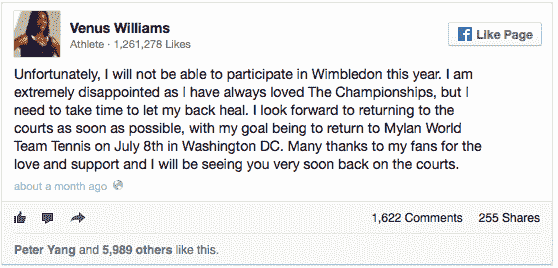 Venus Williams
Athlete · 1,261,278 Likes
Like Page
Unfortunately, I will not be able to participate in Wimbledon this year. I am
extremely disappointed as I have always loved The Championships, but I
need to take time to let my back heal. I look forward to returning to the
courts as soon as possible, with my goal being to return to Mylan World
Team Tennis on July 8th in Washington DC. Many thanks to my fans for the
love and support and I will be seeing you very soon back on the courts.
about a month ago
1,622 Comments 255 Shares
Peter Yang and 5,989 others like this.